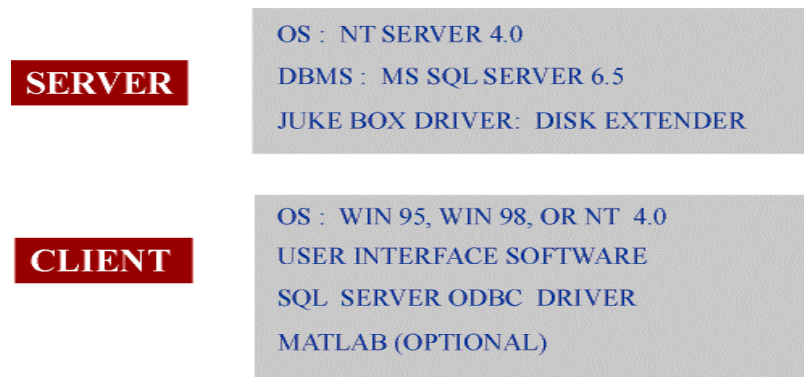 SERVER
OS : NT SERVER 4.0
DBMS : MS SQL SERVER 6.5
JUKE BOX DRIVER: DISK EXTENDER
CLIENT
OS : WIN 95, WIN 98, OR NT 4.0
USER INTERFACE SOFTWARE
SQL SERVER ODBC DRIVER
MATLAB (OPTIONAL)